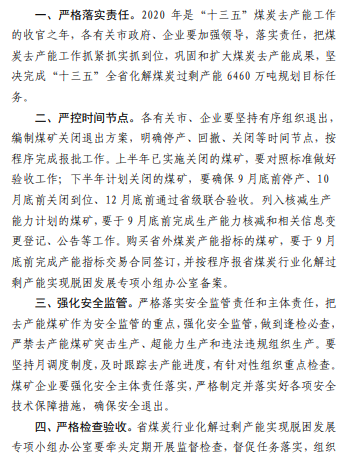 一、严格落实责任。2020 年是“十三五”煤炭去产能工作
的收官之年，各有关市政府、企业要加强领导，落实责任，把煤
炭去产能工作抓紧抓实抓到位，巩固和扩大煤炭去产能成果，坚
决完成“十三五”全省化解煤炭过剩产能 6460 万吨规划目标任
务。
二、严控时间节点。各有关市、企业要坚持有序组织退出，
编制煤矿关闭退出方案，明确停产、回撤、关闭等时间节点，按
程序完成报批工作。上半年已实施关闭的煤矿，要对照标准做好
验收工作；下半年计划关闭的煤矿，要确保 9 月底前停产、10
月底前关闭到位、12 月底前通过省级联合验收。列入核减生产
能力计划的煤矿，要于 9 月底前完成生产能力核减和相关信息变
更登记、公告等工作。购买省外煤炭产能指标的煤矿，要于 9 月
底前完成产能指标交易合同签订，并按程序报省煤炭行业化解过
剩产能实现脱困发展专项小组办公室备案。
三、强化安全监管。严格落实安全监管责任和主体责任，把
去产能煤矿作为安全监管的重点，强化安全监管，做到逢检必查，
严禁去产能煤矿突击生产、超能力生产和违法违规组织生产。要
坚持月调度制度，及时跟踪去产能进度，有针对性组织重点检查。
煤矿企业要强化安全主体责任落实，严格制定并落实好各项安全
技术保障措施，确保安全退出。
四、严格检查验收。省煤炭行业化解过剩产能实现脱困发展
专项小组办公室要牵头定期开展监督检查，督促任务落实，组织